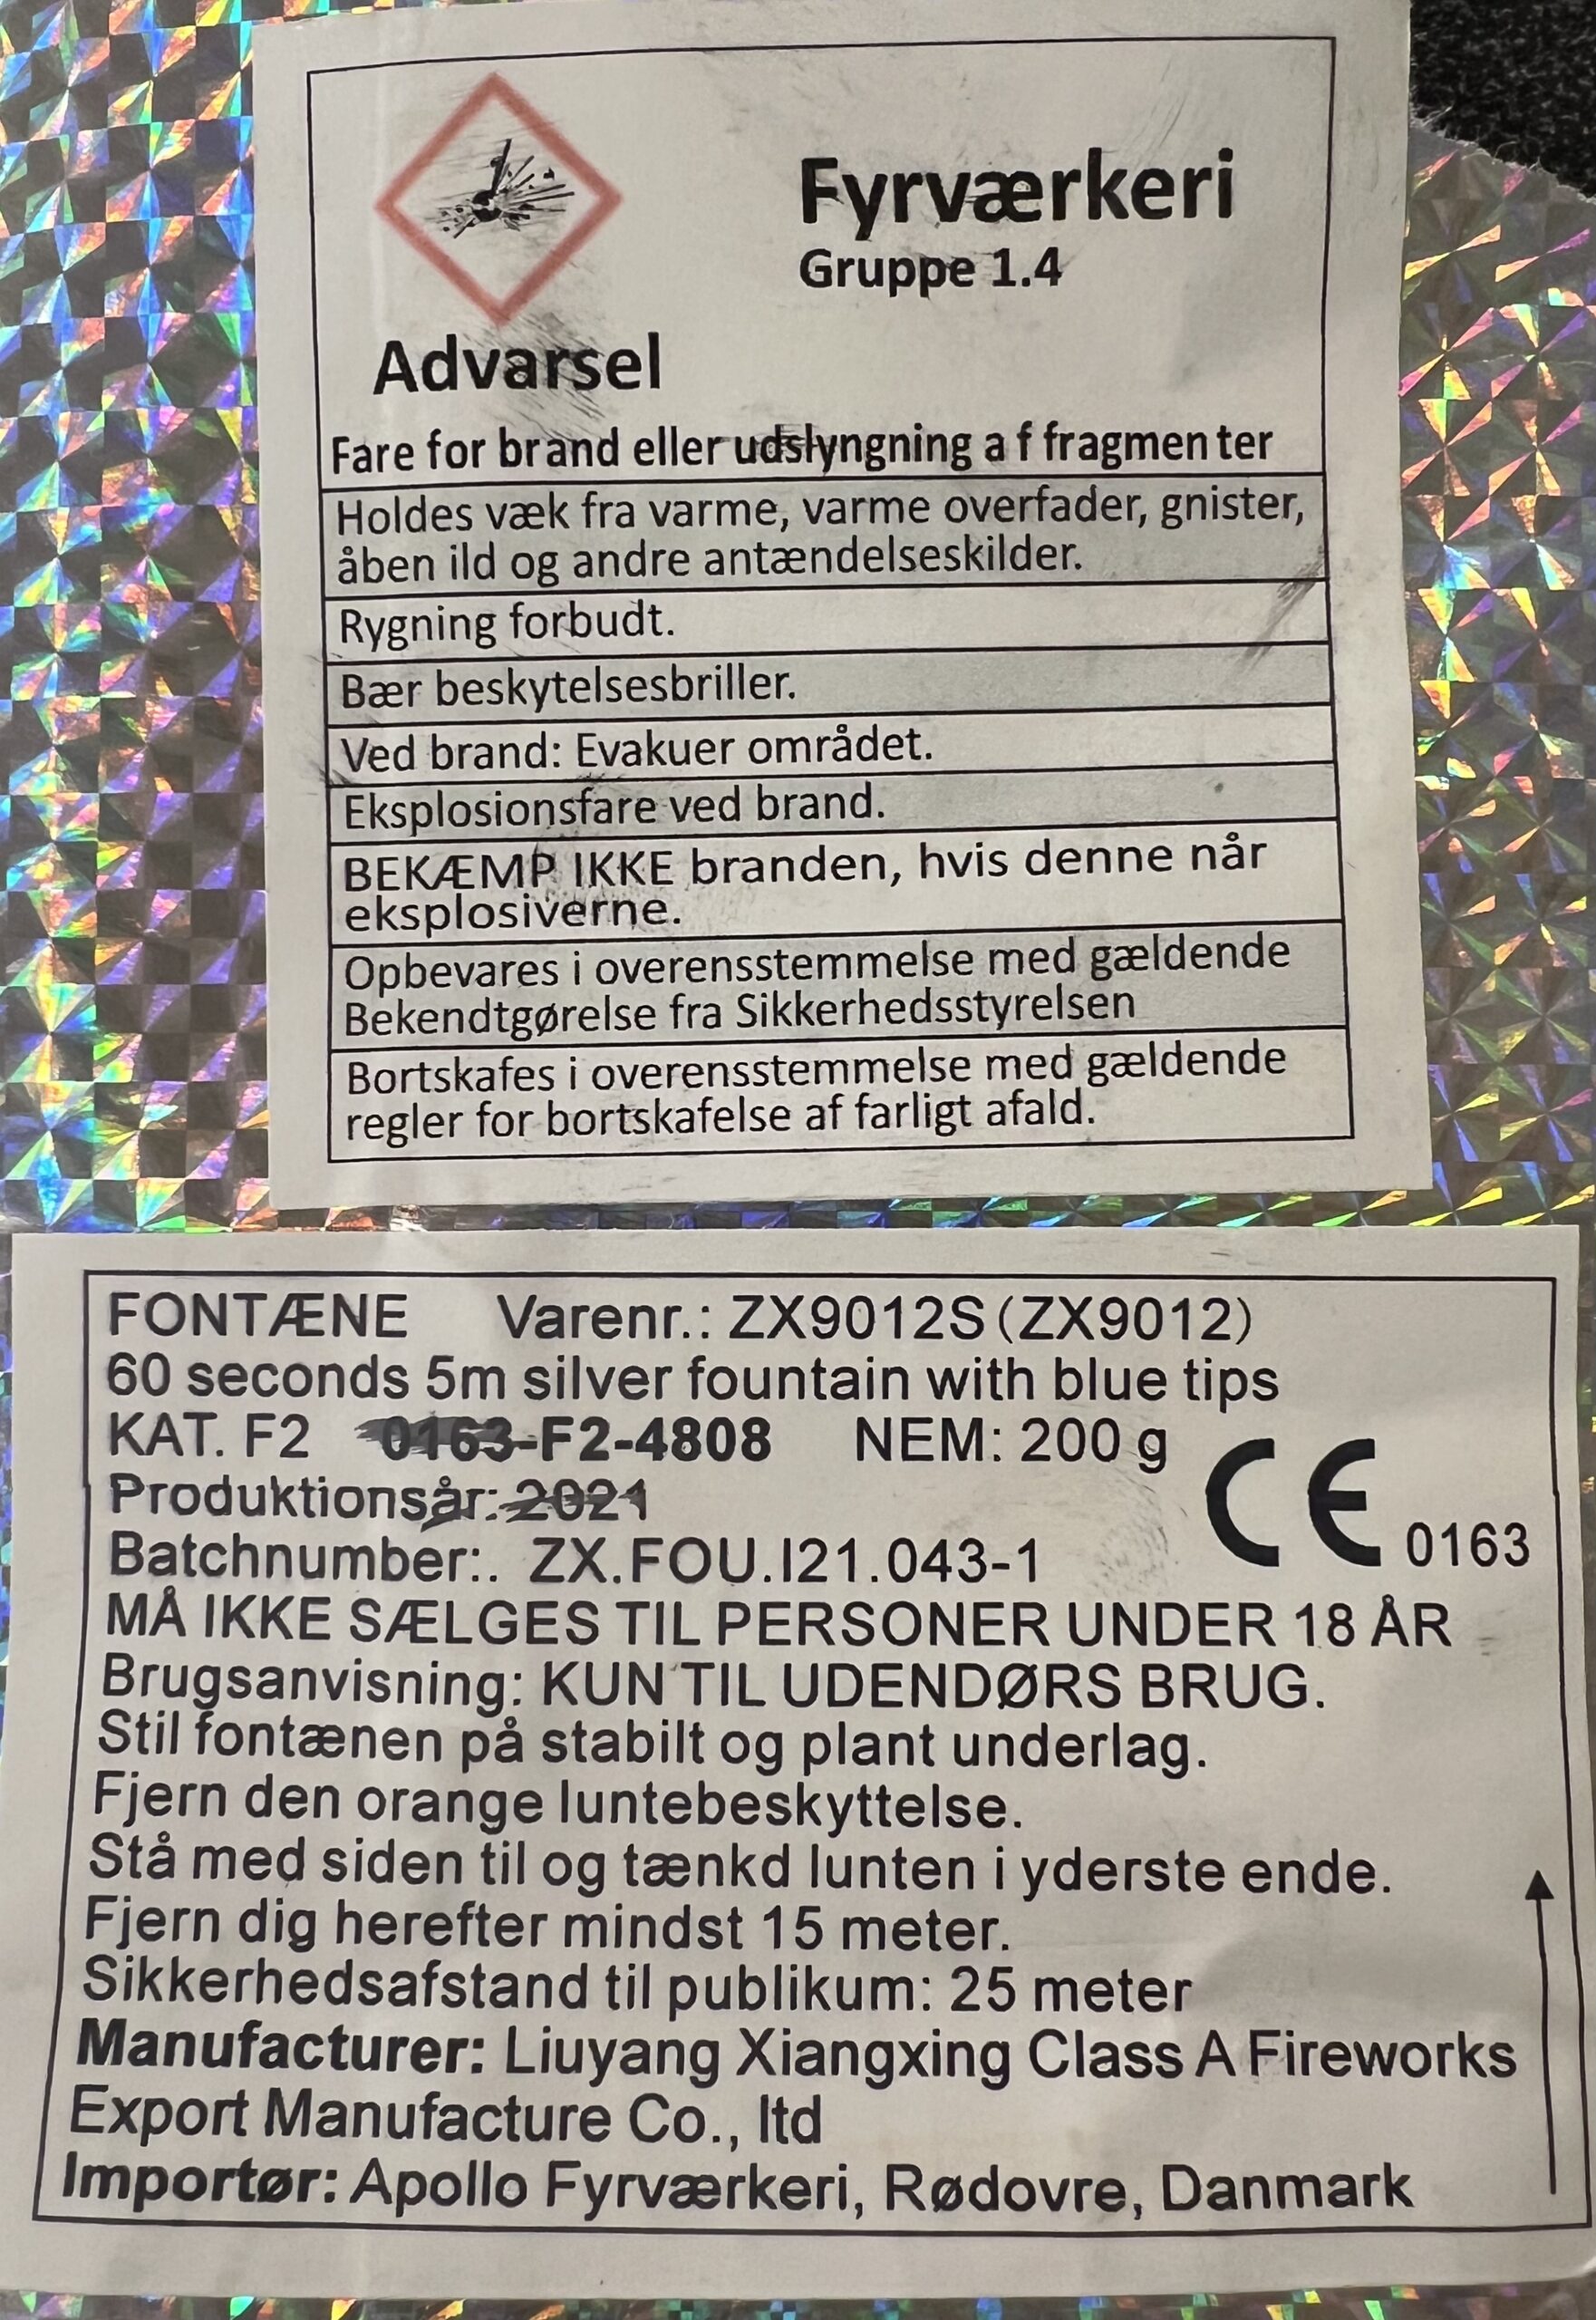 Fyrværkeri
Gruppe 1.4
Advarsel
Fare for brand eller udslyngning a f fragmen ter
Holdes væk fra varme, varme overfader, gnister,
åben ild og andre antændelseskilder.
Rygning forbudt.
Bær beskytelsesbriller.
Ved brand: Evakuer området.
Eksplosionsfare ved brand.
BEKÆMP IKKE branden, hvis denne når
eksplosiverne.
Opbevares i overensstemmelse med gældende
Bekendtgørelse fra Sikkerhedsstyrelsen
Bortskafes i overensstemmelse med gældende
regler for bortskafelse af farligt afald.
FONTÆNE Varenr.: ZX9012S (ZX9012)
60 seconds 5m silver fountain with blue tips
KAT. F2 0163-F2-4808 NEM: 200 g
CE 0163
Produktionsår: 2021
Batchnumber:. ZX.FOU.I21.043-1
MÅ IKKE SÆLGES TIL PERSONER UNDER 18 ÅR
Brugsanvisning: KUN TIL UDENDØRS BRUG.
Stil fontænen på stabilt og plant underlag.
Fjern den orange luntebeskyttelse.
Stå med siden til og tænkd lunten i yderste ende.
Fjern dig herefter mindst 15 meter.
Sikkerhedsafstand til publikum: 25 meter
Manufacturer: Liuyang Xiangxing Class A Fireworks
Export Manufacture Co., ltd
Importør: Apollo Fyrværkeri, Rødovre, Danmark